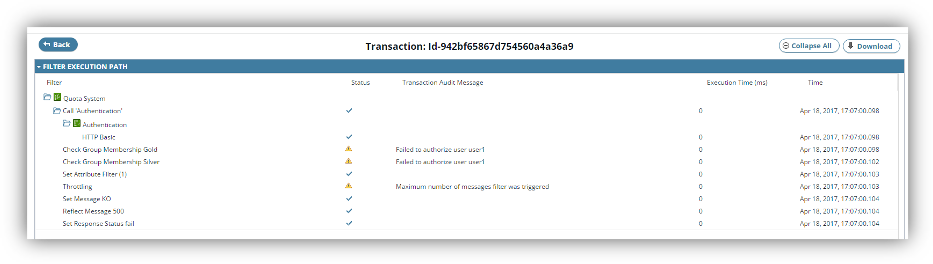 Back
Transaction: Id-942bf65867d754560a4a36a9
Collapse All
Download
FILTER EXECUTION PATH
Filter Status Transaction Audit Message Execution Time (ms) Time
Quota System
Call 'Authentication' 0 Apr 18, 2017, 17:07:00.098
Authentication
HTTP Basic 0 Apr 18, 2017, 17:07:00.098
Check Group Membership Gold Failed to authorize user user1 0 Apr 18, 2017, 17:07:00.098
Check Group Membership Silver Failed to authorize user user1 0 Apr 18, 2017, 17:07:00.102
Set Attribute Filter (1) 0 Apr 18, 2017, 17:07:00.103
Throttling Maximum number of messages filter was triggered 0 Apr 18, 2017, 17:07:00.103
Set Message KO 0 Apr 18, 2017, 17:07:00.104
Reflect Message 500 0 Apr 18, 2017, 17:07:00.104
Set Response Status fail 0 Apr 18, 2017, 17:07:00.104